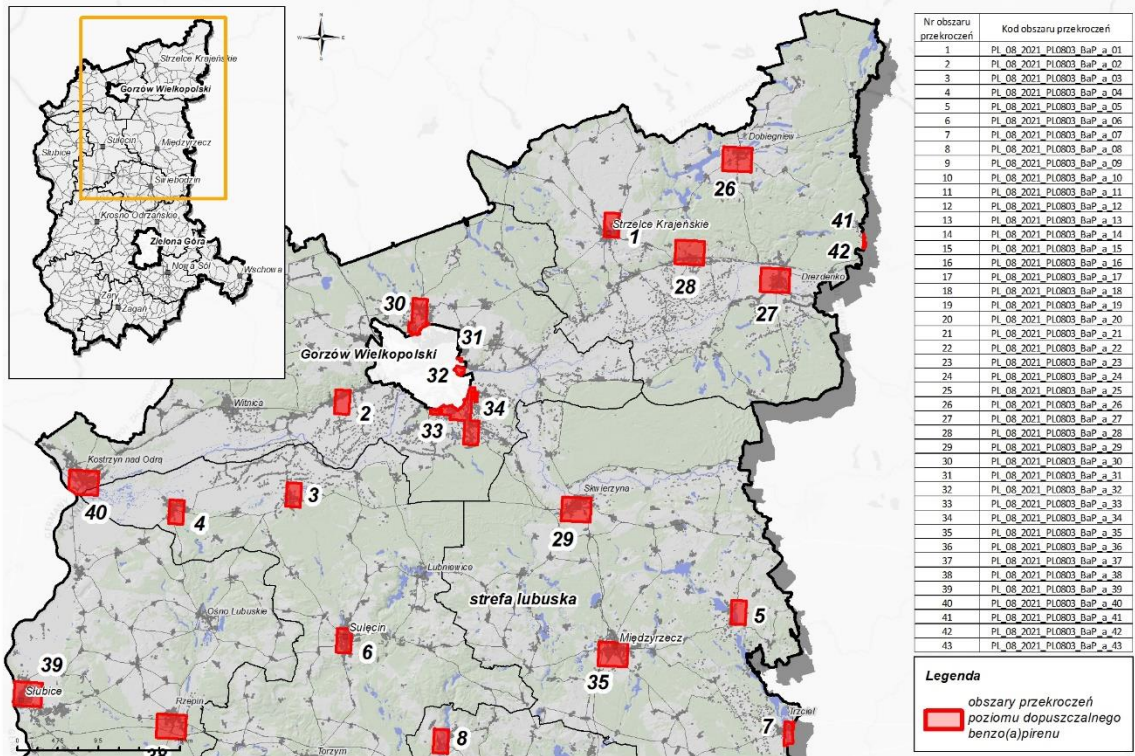 Strzelce Krajeńskie
Gorzów Wielkopolski
Słubice
Sulęcin
Międzyrzecz
Świebodzin
Krosno Odrzańskie
Zielona Góra
Nowa Sól
Wschowa
Żary
Żagań
N
W
E
S
Dobiegniew
26
Strzelce Krajeńskie
1
41
42
28
Drezdenko
27
30
31
Gorzów Wielkopolski
32
Witnica
2
34
33
Kostrzyn nad Odrą
40
4
3
Skwierzyna
29
Lubniewice
strefa lubuska
Ośno Lubuskie
5
Sulęcin
6
Międzyrzecz
35
39
Słubice
Rzepin
38
Torzym
8
Trzciel
7
0 4,75 9,5
Nr obszaru przekroczeń Kod obszaru przekroczeń
1 PL_08_2021_PL0803_BaP_a_01
2 PL_08_2021_PL0803_BaP_a_02
3 PL_08_2021_PL0803_BaP_a_03
4 PL_08_2021_PL0803_BaP_a_04
5 PL_08_2021_PL0803_BaP_a_05
6 PL_08_2021_PL0803_BaP_a_06
7 PL_08_2021_PL0803_BaP_a_07
8 PL_08_2021_PL0803_BaP_a_08
9 PL_08_2021_PL0803_BaP_a_09
10 PL_08_2021_PL0803_BaP_a_10
11 PL_08_2021_PL0803_BaP_a_11
12 PL_08_2021_PL0803_BaP_a_12
13 PL_08_2021_PL0803_BaP_a_13
14 PL_08_2021_PL0803_BaP_a_14
15 PL_08_2021_PL0803_BaP_a_15
16 PL_08_2021_PL0803_BaP_a_16
17 PL_08_2021_PL0803_BaP_a_17
18 PL_08_2021_PL0803_BaP_a_18
19 PL_08_2021_PL0803_BaP_a_19
20 PL_08_2021_PL0803_BaP_a_20
21 PL_08_2021_PL0803_BaP_a_21
22 PL_08_2021_PL0803_BaP_a_22
23 PL_08_2021_PL0803_BaP_a_23
24 PL_08_2021_PL0803_BaP_a_24
25 PL_08_2021_PL0803_BaP_a_25
26 PL_08_2021_PL0803_BaP_a_26
27 PL_08_2021_PL0803_BaP_a_27
28 PL_08_2021_PL0803_BaP_a_28
29 PL_08_2021_PL0803_BaP_a_29
30 PL_08_2021_PL0803_BaP_a_30
31 PL_08_2021_PL0803_BaP_a_31
32 PL_08_2021_PL0803_BaP_a_32
33 PL_08_2021_PL0803_BaP_a_33
34 PL_08_2021_PL0803_BaP_a_34
35 PL_08_2021_PL0803_BaP_a_35
36 PL_08_2021_PL0803_BaP_a_36
37 PL_08_2021_PL0803_BaP_a_37
38 PL_08_2021_PL0803_BaP_a_38
39 PL_08_2021_PL0803_BaP_a_39
40 PL_08_2021_PL0803_BaP_a_40
41 PL_08_2021_PL0803_BaP_a_41
42 PL_08_2021_PL0803_BaP_a_42
43 PL_08_2021_PL0803_BaP_a_43
Legenda
obszary przekroczeń
poziomu dopuszczalnego
benzo(a)pirenu